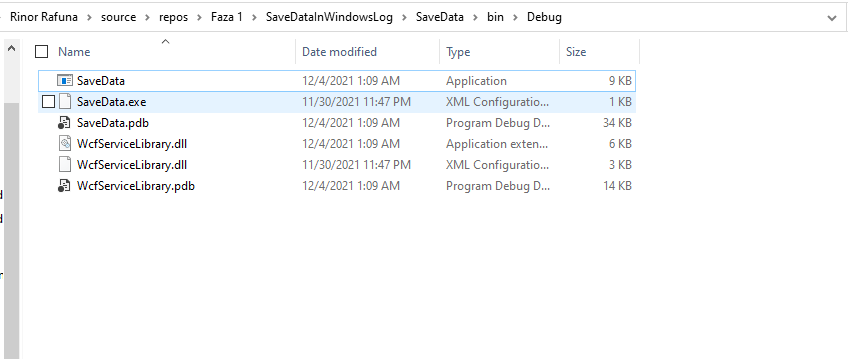 Rinor Rafuna > source > repos > Faza 1 > SaveDataInWindowsLog > SaveData > bin > Debug
Name Date modified Type Size
SaveData 12/4/2021 1:09 AM Application 9 KB
SaveData.exe 11/30/2021 11:47 PM XML Configuratio... 1 KB
SaveData.pdb 12/4/2021 1:09 AM Program Debug D... 34 KB
WcfServiceLibrary.dll 12/4/2021 1:09 AM Application exten... 6 KB
WcfServiceLibrary.dll 11/30/2021 11:47 PM XML Configuratio... 3 KB
WcfServiceLibrary.pdb 12/4/2021 1:09 AM Program Debug D... 14 KB